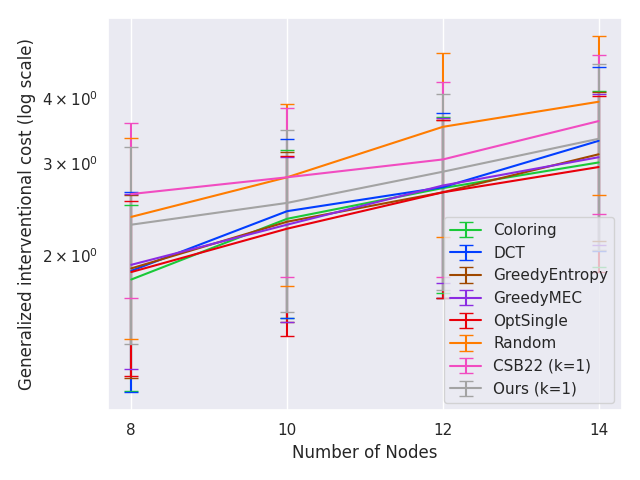 Generalized interventional cost (log scale)
4 × 10⁰
3 × 10⁰
2 × 10⁰
8
10
12
14
Number of Nodes
Coloring
DCT
GreedyEntropy
GreedyMEC
OptSingle
Random
CSB22 (k=1)
Ours (k=1)